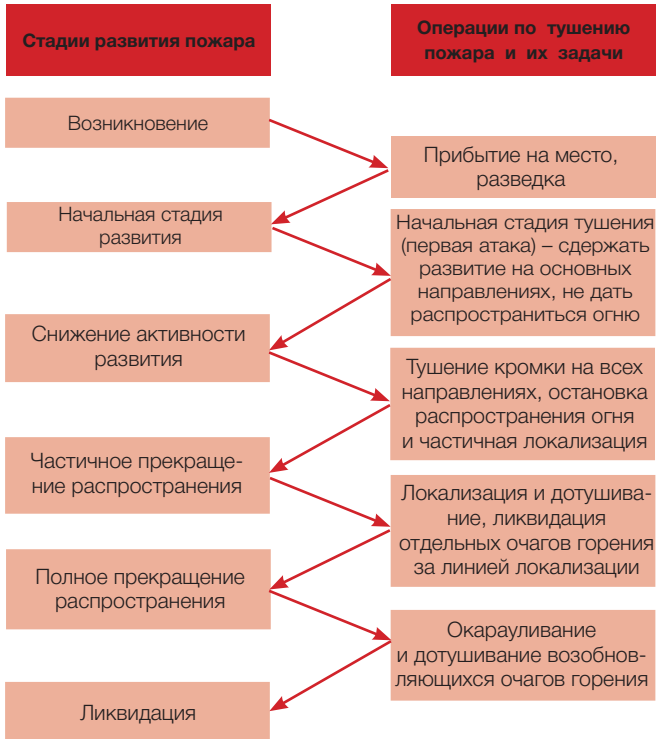 Стадии развития пожара
Операции по тушению
пожара и их задачи
Возникновение
Прибытие на место,
разведка
Начальная стадия
развития
Начальная стадия тушения
(первая атака) – сдержать
развитие на основных
направлениях, не дать
распространиться огню
Снижение активности
развития
Тушение кромки на всех
направлениях, остановка
распространения огня
и частичная локализация
Частичное прекраще-
ние распространения
Локализация и дотушива-
ние, ликвидация
отдельных очагов горения
за линией локализации
Полное прекращение
распространения
Окарауливание
и дотушивание возобнов-
ляющихся очагов горения
Ликвидация